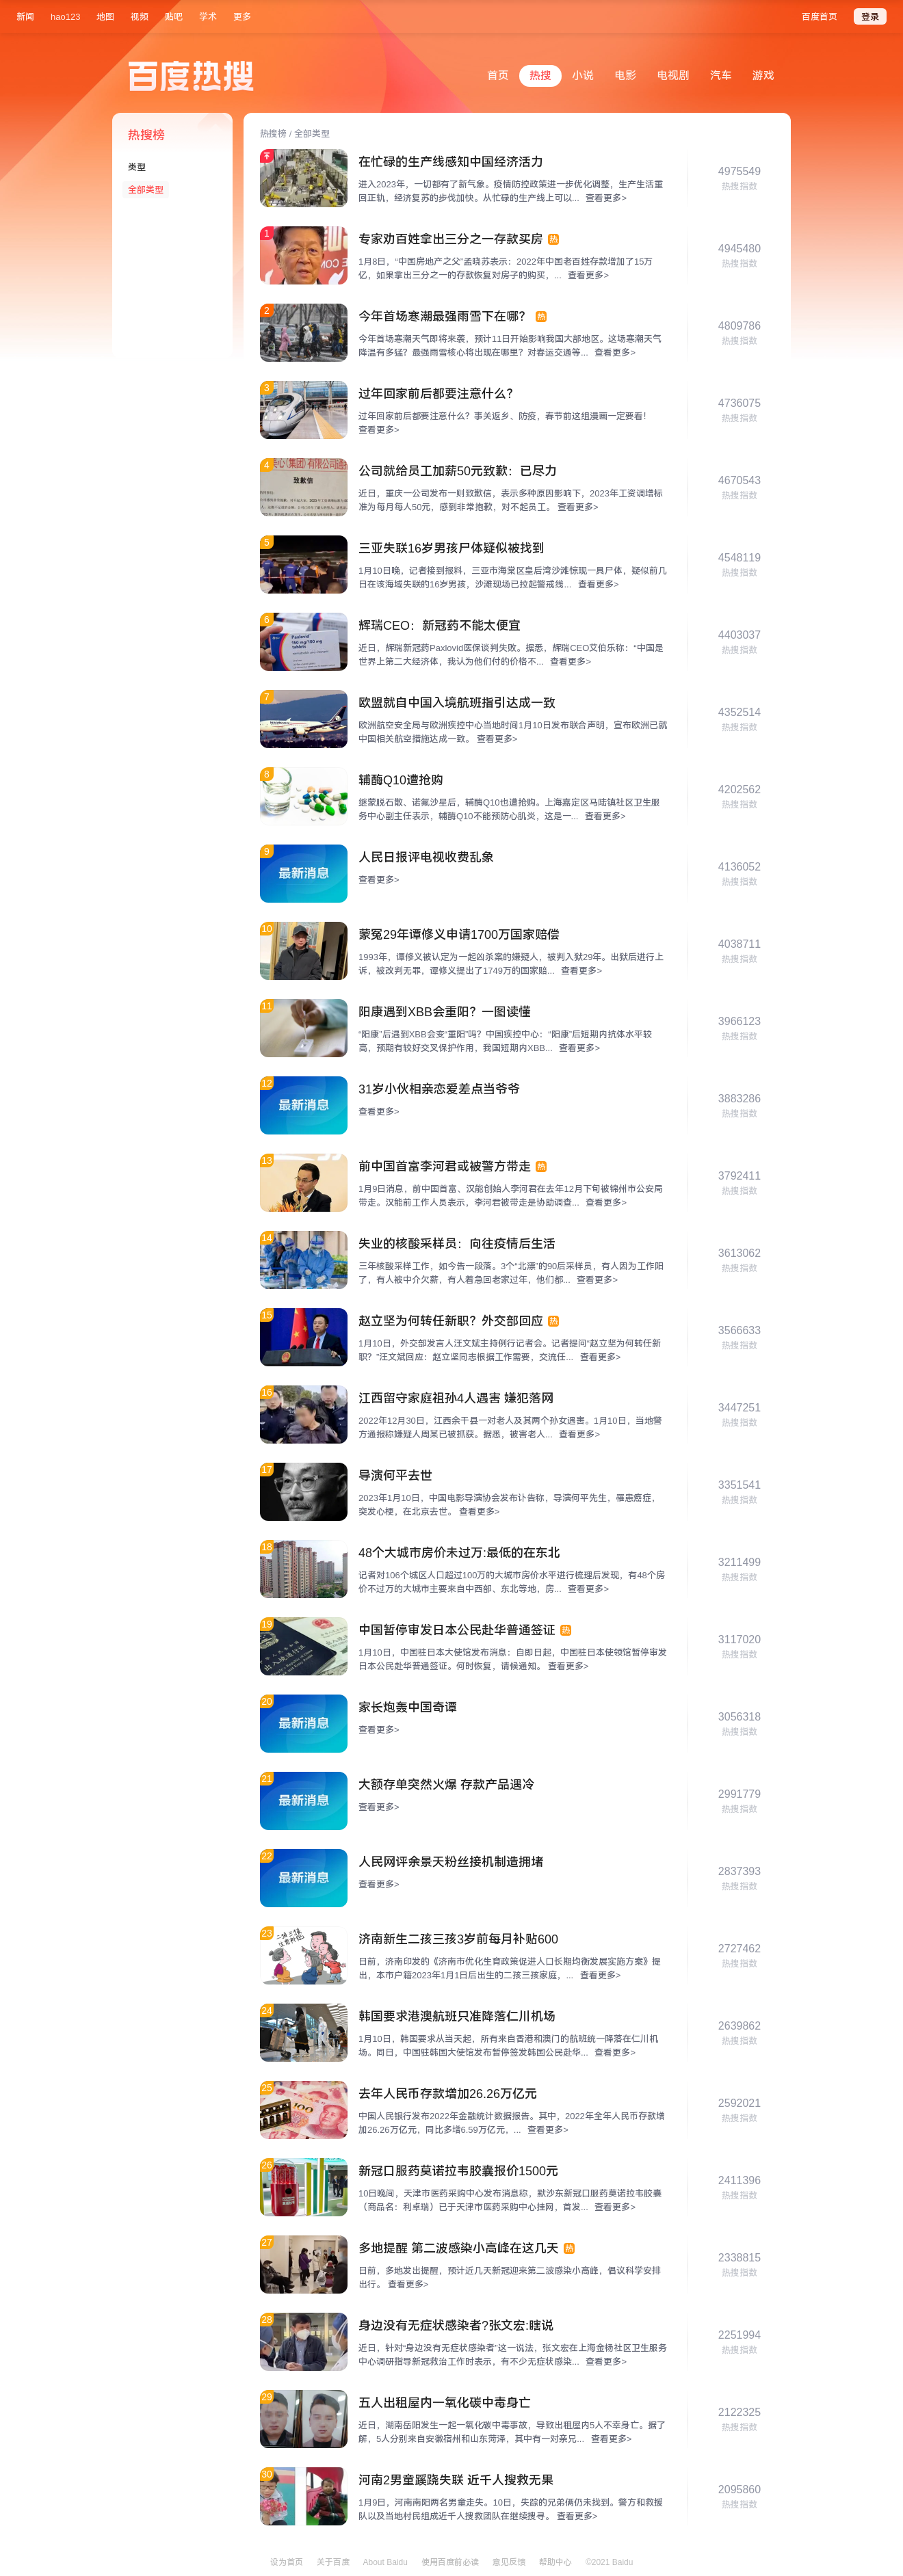 新闻 hao123 地图 视频 贴吧 学术 更多 百度首页 登录
百度热搜
首页 热搜 小说 电影 电视剧 汽车 游戏
热搜榜
类型
全部类型
热搜榜 / 全部类型
在忙碌的生产线感知中国经济活力
进入2023年，一切都有了新气象。疫情防控政策进一步优化调整，生产生活重
回正轨，经济复苏的步伐加快。从忙碌的生产线上可以... 查看更多>
4975549
热搜指数
1
专家劝百姓拿出三分之一存款买房 热
1月8日，“中国房地产之父”孟晓苏表示：2022年中国老百姓存款增加了15万
亿，如果拿出三分之一的存款恢复对房子的购买，... 查看更多>
4945480
热搜指数
2
今年首场寒潮最强雨雪下在哪？ 热
今年首场寒潮天气即将来袭，预计11日开始影响我国大部地区。这场寒潮天气
降温有多猛？最强雨雪核心将出现在哪里？对春运交通等... 查看更多>
4809786
热搜指数
3
过年回家前后都要注意什么？
过年回家前后都要注意什么？事关返乡、防疫，春节前这组漫画一定要看！
查看更多>
4736075
热搜指数
4
致歉信
公司就给员工加薪50元致歉：已尽力
近日，重庆一公司发布一则致歉信，表示多种原因影响下，2023年工资调增标
准为每月每人50元，感到非常抱歉，对不起员工。 查看更多>
4670543
热搜指数
5
三亚失联16岁男孩尸体疑似被找到
1月10日晚，记者接到报料，三亚市海棠区皇后湾沙滩惊现一具尸体，疑似前几
日在该海域失联的16岁男孩，沙滩现场已拉起警戒线... 查看更多>
4548119
热搜指数
6
Paxlovid
辉瑞CEO：新冠药不能太便宜
近日，辉瑞新冠药Paxlovid医保谈判失败。据悉，辉瑞CEO艾伯乐称：“中国是
世界上第二大经济体，我认为他们付的价格不... 查看更多>
4403037
热搜指数
7
欧盟就自中国入境航班指引达成一致
欧洲航空安全局与欧洲疾控中心当地时间1月10日发布联合声明，宣布欧洲已就
中国相关航空措施达成一致。 查看更多>
4352514
热搜指数
8
辅酶Q10遭抢购
继蒙脱石散、诺氟沙星后，辅酶Q10也遭抢购。上海嘉定区马陆镇社区卫生服
务中心副主任表示，辅酶Q10不能预防心肌炎，这是一... 查看更多>
4202562
热搜指数
9
最新消息
人民日报评电视收费乱象
查看更多>
4136052
热搜指数
10
蒙冤29年谭修义申请1700万国家赔偿
1993年，谭修义被认定为一起凶杀案的嫌疑人，被判入狱29年。出狱后进行上
诉，被改判无罪，谭修义提出了1749万的国家赔... 查看更多>
4038711
热搜指数
11
阳康遇到XBB会重阳？一图读懂
“阳康”后遇到XBB会变“重阳”吗？中国疾控中心：“阳康”后短期内抗体水平较
高，预期有较好交叉保护作用，我国短期内XBB... 查看更多>
3966123
热搜指数
12
最新消息
31岁小伙相亲恋爱差点当爷爷
查看更多>
3883286
热搜指数
13
前中国首富李河君或被警方带走 热
1月9日消息，前中国首富、汉能创始人李河君在去年12月下旬被锦州市公安局
带走。汉能前工作人员表示，李河君被带走是协助调查... 查看更多>
3792411
热搜指数
14
失业的核酸采样员：向往疫情后生活
三年核酸采样工作，如今告一段落。3个“北漂”的90后采样员，有人因为工作阳
了，有人被中介欠薪，有人着急回老家过年，他们都... 查看更多>
3613062
热搜指数
15
赵立坚为何转任新职？外交部回应 热
1月10日，外交部发言人汪文斌主持例行记者会。记者提问“赵立坚为何转任新
职？”汪文斌回应：赵立坚同志根据工作需要，交流任... 查看更多>
3566633
热搜指数
16
江西留守家庭祖孙4人遇害 嫌犯落网
2022年12月30日，江西余干县一对老人及其两个孙女遇害。1月10日，当地警
方通报称嫌疑人周某已被抓获。据悉，被害老人... 查看更多>
3447251
热搜指数
17
导演何平去世
2023年1月10日，中国电影导演协会发布讣告称，导演何平先生，罹患癌症，
突发心梗，在北京去世。 查看更多>
3351541
热搜指数
18
48个大城市房价未过万:最低的在东北
记者对106个城区人口超过100万的大城市房价水平进行梳理后发现，有48个房
价不过万的大城市主要来自中西部、东北等地，房... 查看更多>
3211499
热搜指数
19
中国暂停审发日本公民赴华普通签证 热
1月10日，中国驻日本大使馆发布消息：自即日起，中国驻日本使领馆暂停审发
日本公民赴华普通签证。何时恢复，请候通知。 查看更多>
3117020
热搜指数
20
最新消息
家长炮轰中国奇谭
查看更多>
3056318
热搜指数
21
最新消息
大额存单突然火爆 存款产品遇冷
查看更多>
2991779
热搜指数
22
最新消息
人民网评余景天粉丝接机制造拥堵
查看更多>
2837393
热搜指数
23
济南新生二孩三孩3岁前每月补贴600
日前，济南印发的《济南市优化生育政策促进人口长期均衡发展实施方案》提
出，本市户籍2023年1月1日后出生的二孩三孩家庭，... 查看更多>
2727462
热搜指数
24
韩国要求港澳航班只准降落仁川机场
1月10日，韩国要求从当天起，所有来自香港和澳门的航班统一降落在仁川机
场。同日，中国驻韩国大使馆发布暂停签发韩国公民赴华... 查看更多>
2639862
热搜指数
25
去年人民币存款增加26.26万亿元
中国人民银行发布2022年金融统计数据报告。其中，2022年全年人民币存款增
加26.26万亿元，同比多增6.59万亿元，... 查看更多>
2592021
热搜指数
26
新冠口服药莫诺拉韦胶囊报价1500元
10日晚间，天津市医药采购中心发布消息称，默沙东新冠口服药莫诺拉韦胶囊
（商品名：利卓瑞）已于天津市医药采购中心挂网，首发... 查看更多>
2411396
热搜指数
27
多地提醒 第二波感染小高峰在这几天 热
日前，多地发出提醒，预计近几天新冠迎来第二波感染小高峰，倡议科学安排
出行。 查看更多>
2338815
热搜指数
28
身边没有无症状感染者?张文宏:瞎说
近日，针对“身边没有无症状感染者”这一说法，张文宏在上海金杨社区卫生服务
中心调研指导新冠救治工作时表示，有不少无症状感染... 查看更多>
2251994
热搜指数
29
五人出租屋内一氧化碳中毒身亡
近日，湖南岳阳发生一起一氧化碳中毒事故，导致出租屋内5人不幸身亡。据了
解，5人分别来自安徽宿州和山东菏泽，其中有一对亲兄... 查看更多>
2122325
热搜指数
30
河南2男童蹊跷失联 近千人搜救无果
1月9日，河南南阳两名男童走失。10日，失踪的兄弟俩仍未找到。警方和救援
队以及当地村民组成近千人搜救团队在继续搜寻。 查看更多>
2095860
热搜指数
设为首页 关于百度 About Baidu 使用百度前必读 意见反馈 帮助中心 ©2021 Baidu